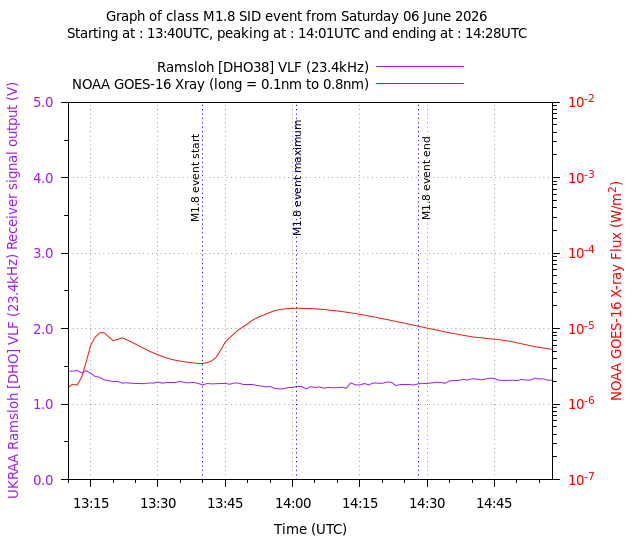 Graph of class M1.8 SID event from Saturday 06 June 2026
Starting at : 13:40UTC, peaking at : 14:01UTC and ending at : 14:28UTC
Ramsloh [DHO38] VLF (23.4kHz)
NOAA GOES-16 Xray (long = 0.1nm to 0.8nm)
UKRAA Ramsloh [DHO] VLF (23.4kHz) Receiver signal output (V)
5.0
4.0
3.0
2.0
1.0
0.0
M1.8 event start
M1.8 event maximum
M1.8 event end
10-2
10-3
10-4
10-5
10-6
10-7
NOAA GOES-16 X-ray Flux (W/m2)
13:15 13:30 13:45 14:00 14:15 14:30 14:45
Time (UTC)